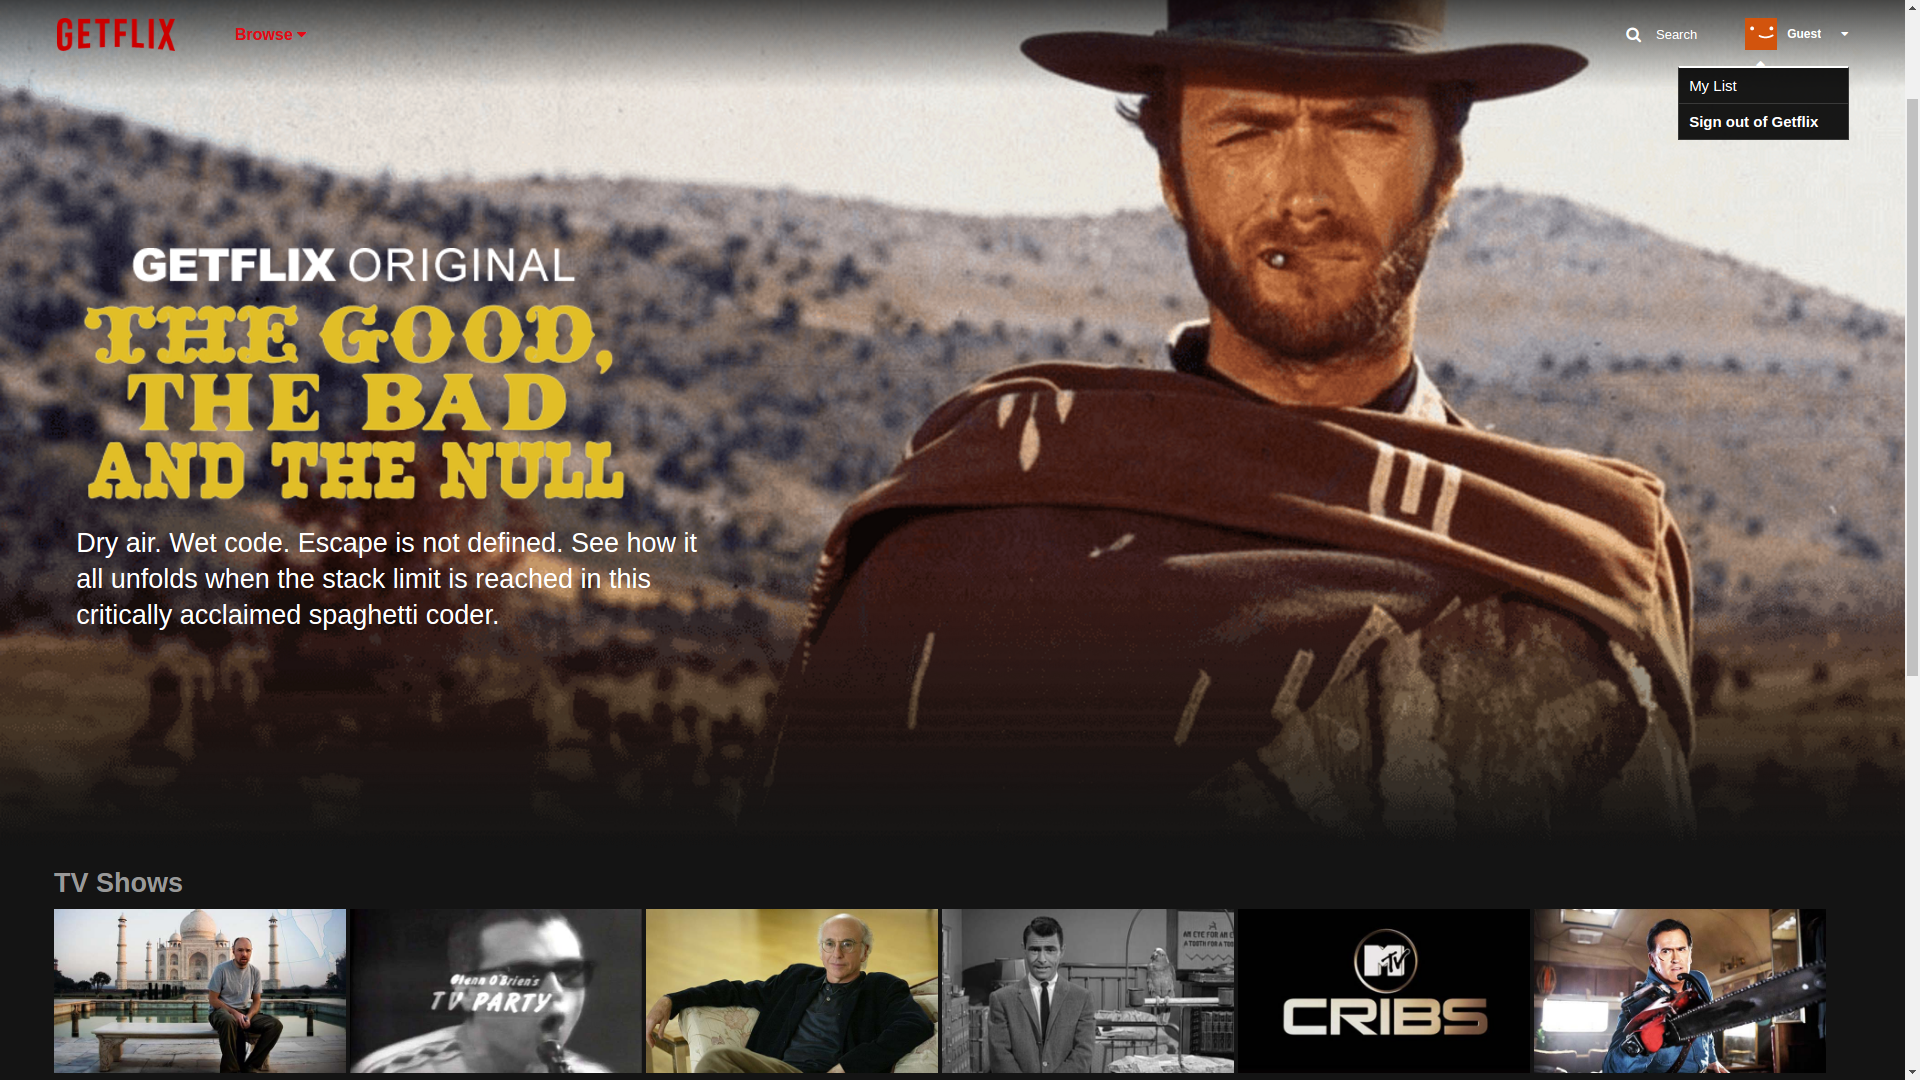 GETFLIX
Browse
Search
Guest
My List
Sign out of Getflix
GETFLIX ORIGINAL
THE GOOD,
THE BAD
AND THE NULL
Dry air. Wet code. Escape is not defined. See how it
all unfolds when the stack limit is reached in this
critically acclaimed spaghetti coder.
TV Shows
Glenn O'Brien's
TV PARTY
AN EYE FOR AN
A TOOTH FOR A
MTV
CRIBS